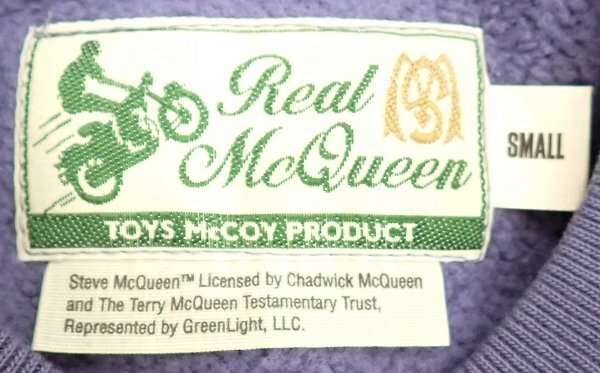 Real
McQueen
TOYS McCOY PRODUCT
SMALL
Steve McQueen™ Licensed by Chadwick McQueen
and The Terry McQueen Testamentary Trust,
Represented by GreenLight, LLC.